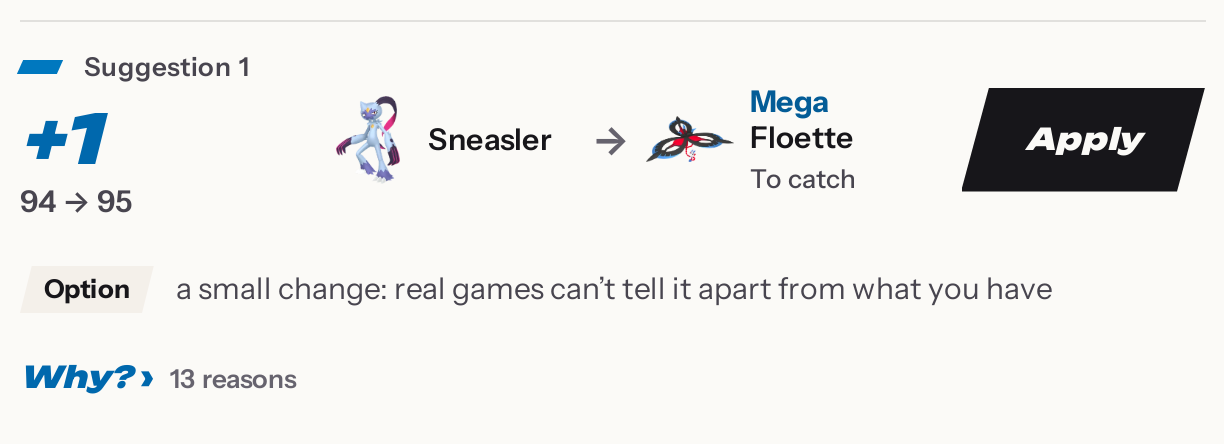 Suggestion 1
+1
94 → 95
Sneasler
→
Mega
Floette
To catch
Apply
Option
a small change: real games can’t tell it apart from what you have
Why? › 13 reasons